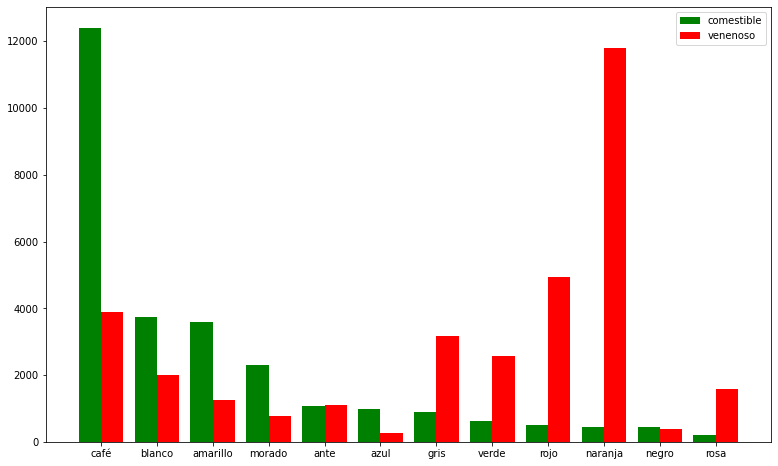 comestible
venenoso
12000
10000
8000
6000
4000
2000
0
café blanco amarillo morado ante azul gris verde rojo naranja negro rosa